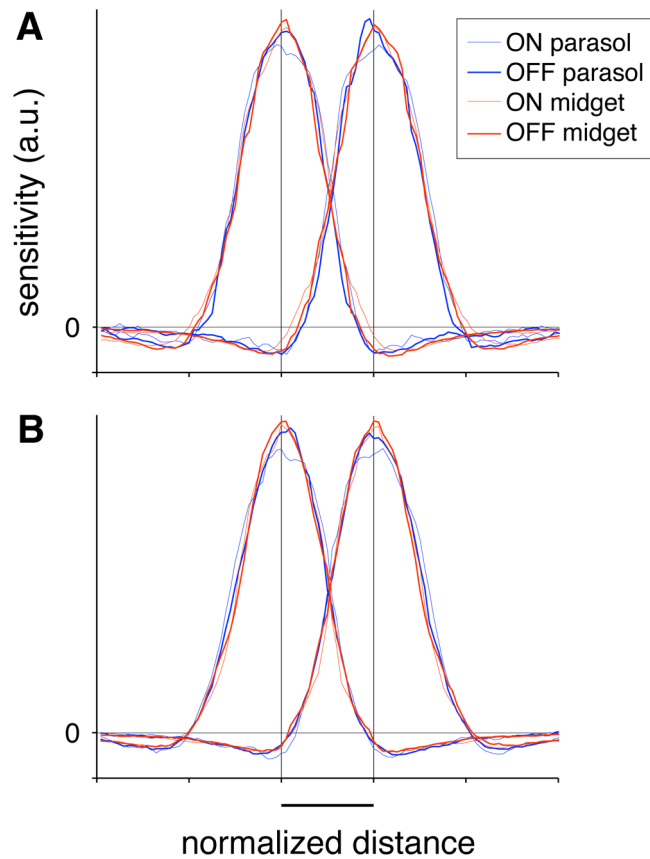 A
ON parasol
OFF parasol
ON midget
OFF midget
sensitivity (a.u.)
0
B
0
normalized distance